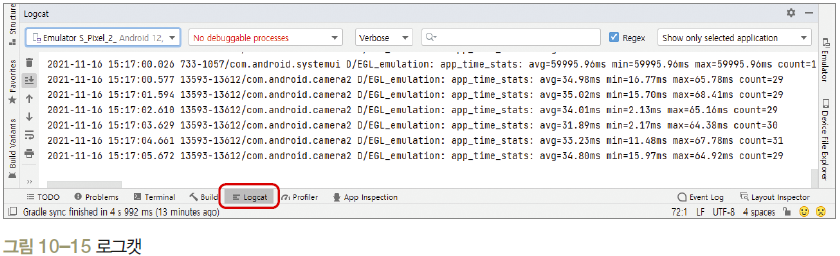 Logcat
Emulator S_Pixel_2_ Android 12, No debuggable processes Verbose Regex Show only selected application
2021-11-16 15:17:00.026 733-1057/com.android.systemui D/EGL_emulation: app_time_stats: avg=59995.96ms min=59995.96ms max=59995.96ms count=1
2021-11-16 15:17:00.577 13593-13612/com.android.camera2 D/EGL_emulation: app_time_stats: avg=34.98ms min=16.77ms max=65.78ms count=29
2021-11-16 15:17:01.594 13593-13612/com.android.camera2 D/EGL_emulation: app_time_stats: avg=35.02ms min=15.70ms max=68.41ms count=29
2021-11-16 15:17:02.610 13593-13612/com.android.camera2 D/EGL_emulation: app_time_stats: avg=34.01ms min=2.13ms max=65.16ms count=29
2021-11-16 15:17:03.629 13593-13612/com.android.camera2 D/EGL_emulation: app_time_stats: avg=31.89ms min=2.17ms max=64.38ms count=30
2021-11-16 15:17:04.661 13593-13612/com.android.camera2 D/EGL_emulation: app_time_stats: avg=33.23ms min=11.48ms max=67.78ms count=31
2021-11-16 15:17:05.672 13593-13612/com.android.camera2 D/EGL_emulation: app_time_stats: avg=34.80ms min=15.97ms max=64.92ms count=29
Structure
Favorites
Build Variants
Emulator
Device File Explorer
TODO Problems Terminal Build Logcat Profiler App Inspection Event Log Layout Inspector
Gradle sync finished in 4 s 992 ms (13 minutes ago) 72:1 LF UTF-8 4 spaces
그림 10-15 로그캣